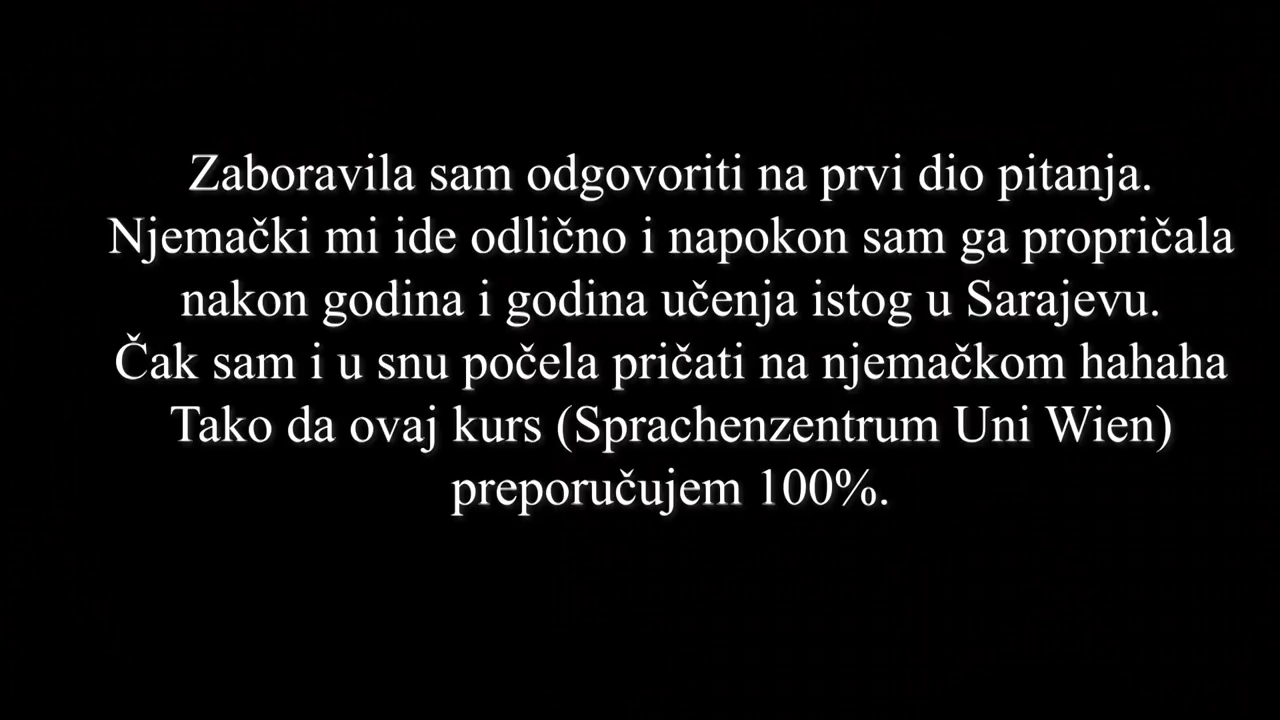 Zaboravila sam odgovoriti na prvi dio pitanja.
Njemački mi ide odlično i napokon sam ga propričala
nakon godina i godina učenja istog u Sarajevu.
Čak sam i u snu počela pričati na njemačkom hahaha
Tako da ovaj kurs (Sprachenzentrum Uni Wien)
preporučujem 100%.